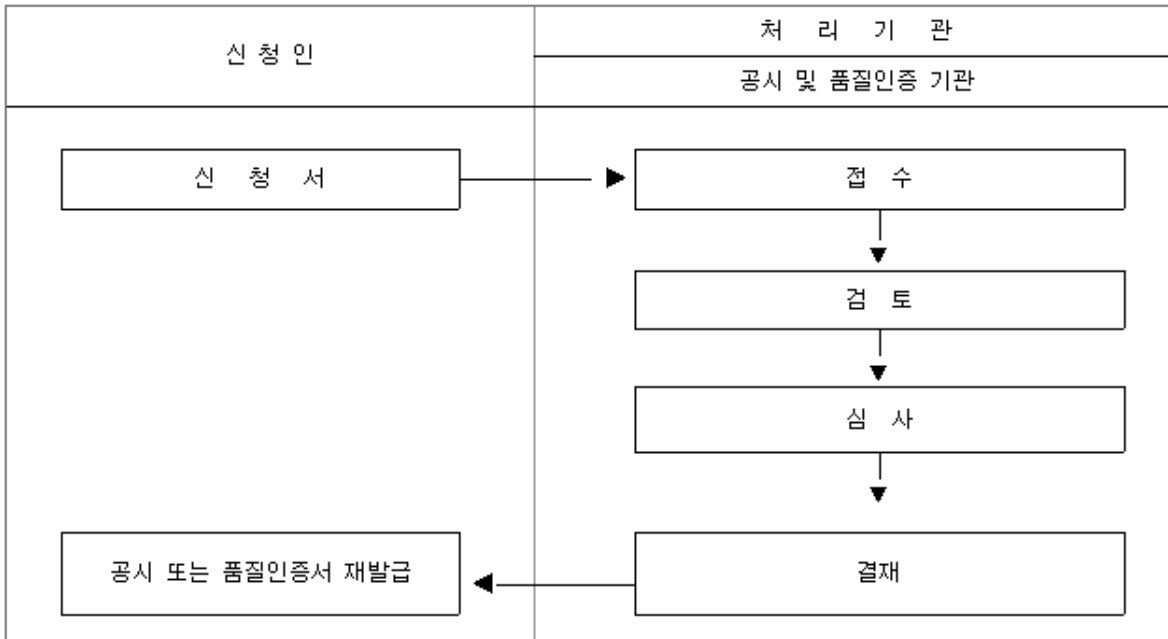 신 청 인
처 리 기 관
공시 및 품질인증 기관
신 청 서
접 수
검 토
심 사
공시 또는 품질인증서 재발급
결재